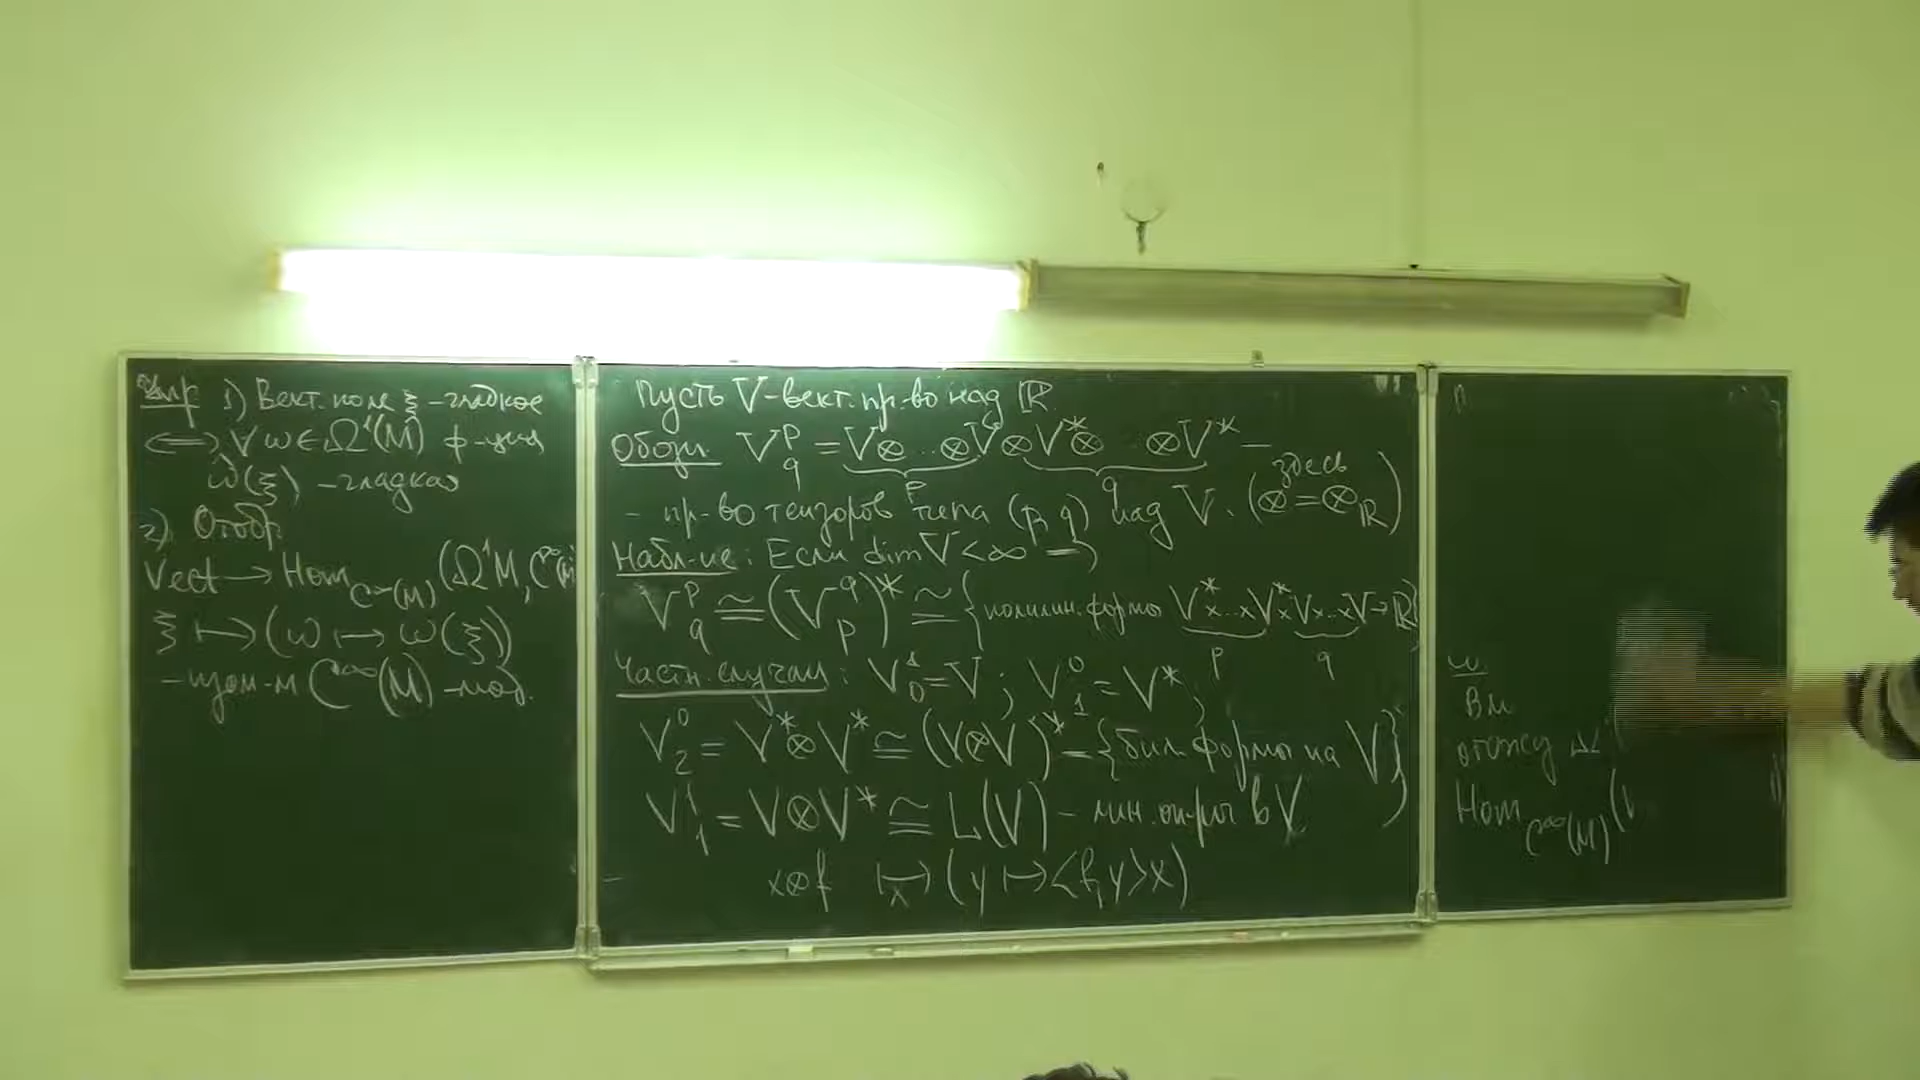 Упр 1) Вект. поле ξ – гладкое
⟺ ∀ω∈Ω¹(M) ф-ция
ω(ξ) – гладкая
2) Отобр.
Vect → Hom_{C^∞(M)}(Ω¹M, C^∞(M)
ξ ↦ (ω ↦ ω(ξ))
– изом-м C^∞(M) – мод.
Пусть V – вект. пр-во над ℝ.
Обозн. V^p_q = V⊗...⊗V⊗V*⊗...⊗V* –
p q
– пр-во тензоров типа (p, q) над V. (здесь ⊗=⊗_ℝ)
Набл-ие: Если dim V < ∞ ⇒
V^p_q ≅ (V^q_p)* ≅ {полилин. формы V*×...×V*×V×...×V→ℝ}
p q
Частн. случаи: V^1_0 = V; V^0_1 = V*;
V^0_2 = V*⊗V* ≅ (V⊗V)* = {бил. формы на V}
V^1_1 = V⊗V* ≅ L(V) – лин. оп-ры в V
x⊗f ↦ (y ↦ <f,y>x)
отожд
Hom_{C^∞(M)}(